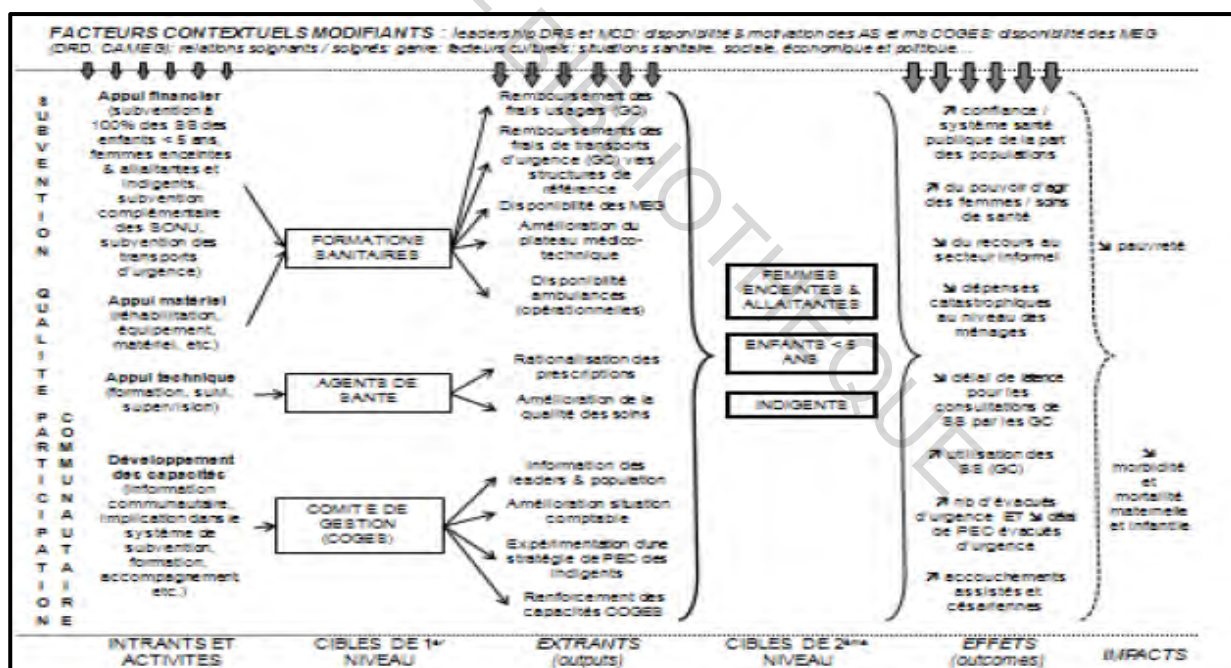 FACTEURS CONTEXTUELS MODIFIANTS : leadership DRS et MCD; disponibilité & motivation des AS et mb COGES; disponibilité des MEG
(DRD, CAMEG); relations soignants / soignés; genre; facteurs culturels; situations sanitaire, sociale, économique et politique...
SUBVENTION
QUALITE
PARTICIPATION
COMMUNAUTAIRE
Appui financier
(subvention à
100% des SS des
enfants < 5 ans,
femmes enceintes
& allaitantes et
indigents,
subvention
complémentaire
des SONU,
subvention des
transports
d'urgence)
Appui matériel
(réhabilitation,
équipement,
matériel, etc.)
Appui technique
(formation, suivi,
supervision)
Développement
des capacités
(information
communautaire,
implication dans le
système de
subvention,
formation,
accompagnement
etc.)
FORMATIONS
SANITAIRES
AGENTS DE
SANTE
COMITE DE
GESTION
(COGES)
Remboursement des
frais usagers (GC)
Remboursements des
frais de transports
d'urgence (GC) vers
structures de
référence
Disponibilité des MEG
Amélioration du
plateau médico-
technique
Disponibilité
ambulances
(opérationnelles)
Rationalisation des
prescriptions
Amélioration de la
qualité des soins
Information des
leaders & population
Amélioration situation
comptable
Expérimentation d'une
stratégie de PEC des
indigents
Renforcement des
capacités COGES
FEMMES
ENCEINTES &
ALLAITANTES
ENFANTS < 5
ANS
INDIGENTS
↗ confiance /
système santé
publique de la part
des populations
↗ du pouvoir d'agir
des femmes / soins
de santé
↘ du recours au
secteur informel
↘ dépenses
catastrophiques
au niveau des
ménages
↘ délai de latence
pour les
consultations de
SS par les GC
↗ utilisation des
SS (GC)
↗ nb d'évacués
d'urgence ET ↘ délai
de PEC évacués
d'urgence
↗ accouchements
assistés et
césariennes
↘ pauvreté
↘
morbidité
et
mortalité
maternelle
et infantile
INTRANTS ET
ACTIVITES
CIBLES DE 1er
NIVEAU
EXTRANTS
(outputs)
CIBLES DE 2ème
NIVEAU
EFFETS
(outcomes)
IMPACTS
BIBLIOTHEQUE